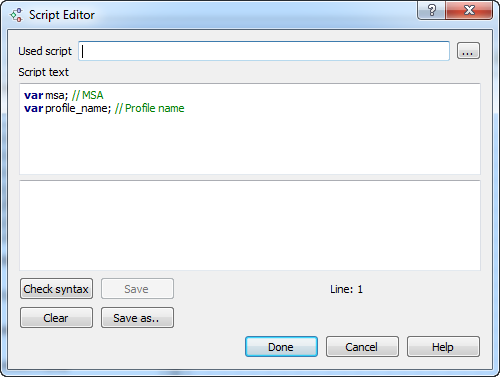 Script Editor
Used script
...
Script text
var msa; // MSA
var profile_name; // Profile name
Check syntax Save Line: 1
Clear Save as..
Done Cancel Help